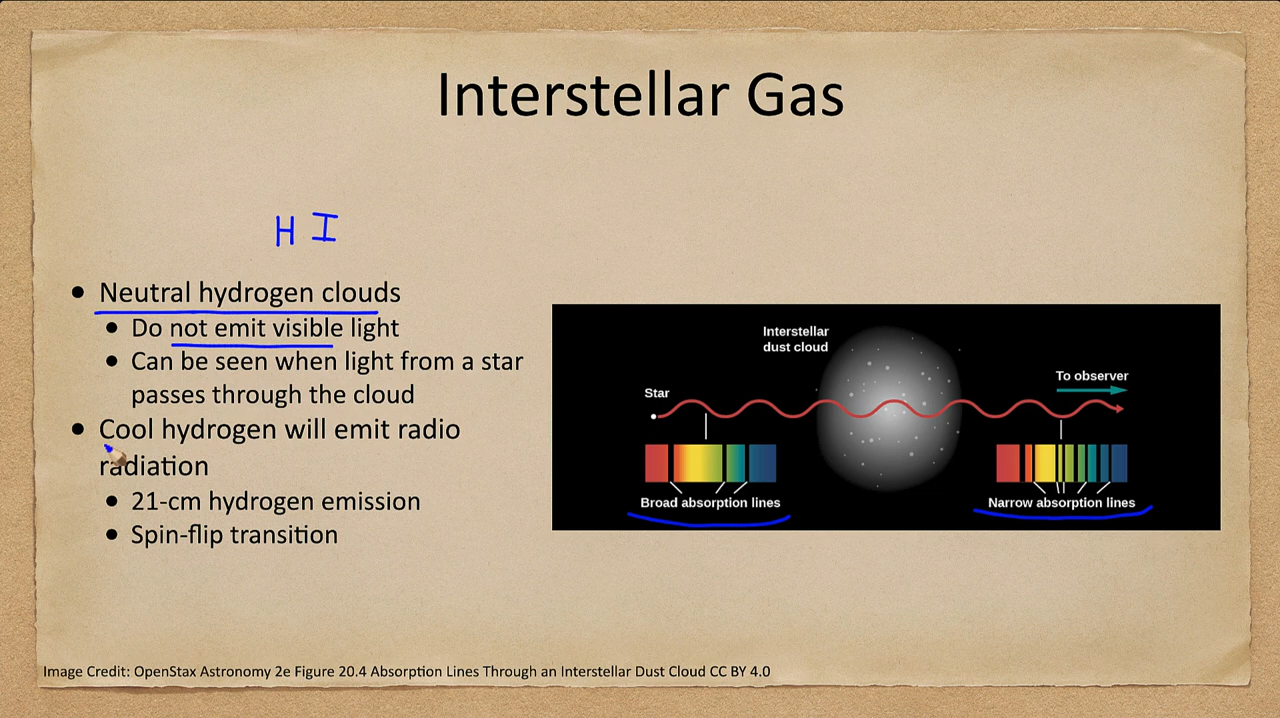 Interstellar Gas
H I
• Neutral hydrogen clouds
• Do not emit visible light
• Can be seen when light from a star
passes through the cloud
• Cool hydrogen will emit radio
radiation
• 21-cm hydrogen emission
• Spin-flip transition
Interstellar
dust cloud
To observer
Star
Broad absorption lines
Narrow absorption lines
Image Credit: OpenStax Astronomy 2e Figure 20.4 Absorption Lines Through an Interstellar Dust Cloud CC BY 4.0